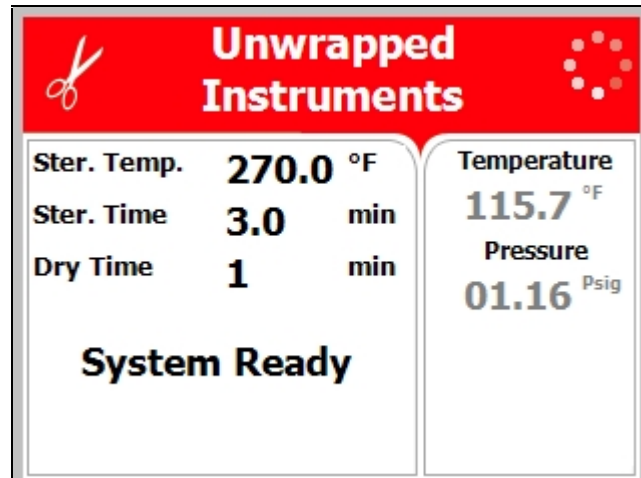 Unwrapped
Instruments
Ster. Temp. 270.0 °F
Ster. Time 3.0 min
Dry Time 1 min
System Ready
Temperature
115.7 °F
Pressure
01.16 Psig